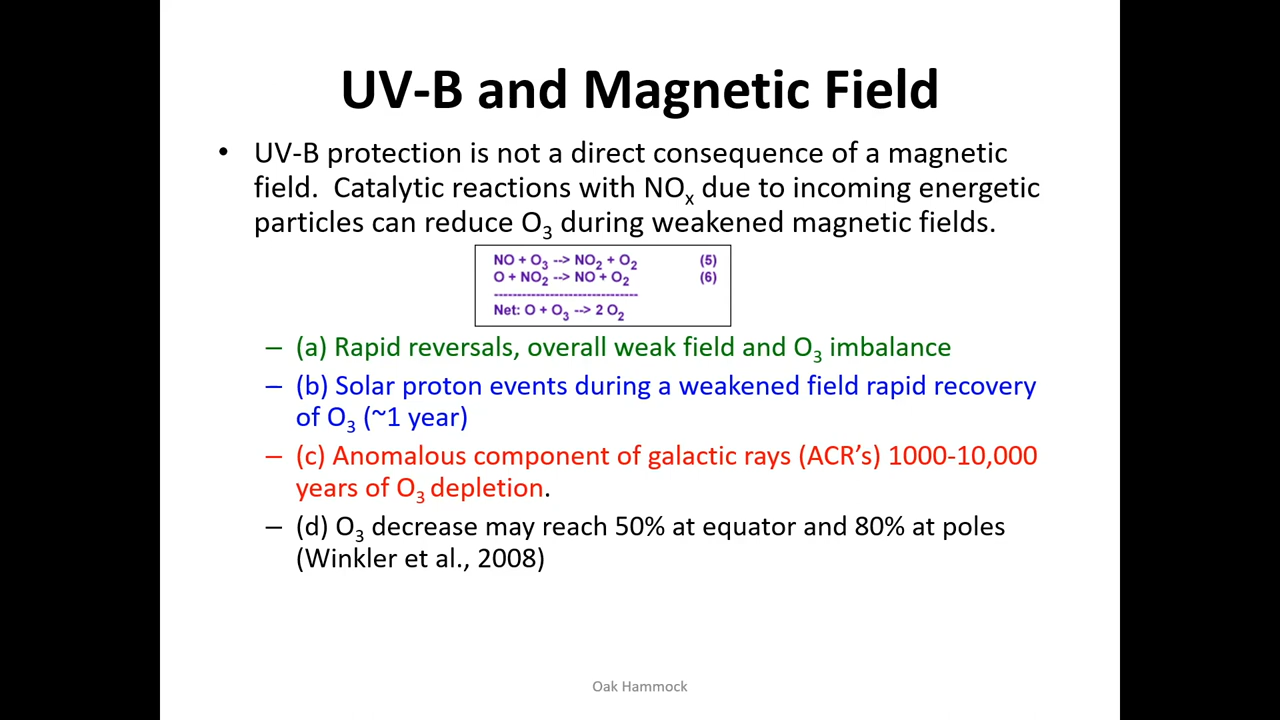 UV-B and Magnetic Field
• UV-B protection is not a direct consequence of a magnetic
field.  Catalytic reactions with NOₓ due to incoming energetic
particles can reduce O₃ during weakened magnetic fields.
NO + O₃ --> NO₂ + O₂ (5)
O + NO₂ --> NO + O₂ (6)
--------------------------------
Net: O + O₃ --> 2 O₂
– (a) Rapid reversals, overall weak field and O₃ imbalance
– (b) Solar proton events during a weakened field rapid recovery
of O₃ (~1 year)
– (c) Anomalous component of galactic rays (ACR’s) 1000-10,000
years of O₃ depletion.
– (d) O₃ decrease may reach 50% at equator and 80% at poles
(Winkler et al., 2008)
Oak Hammock